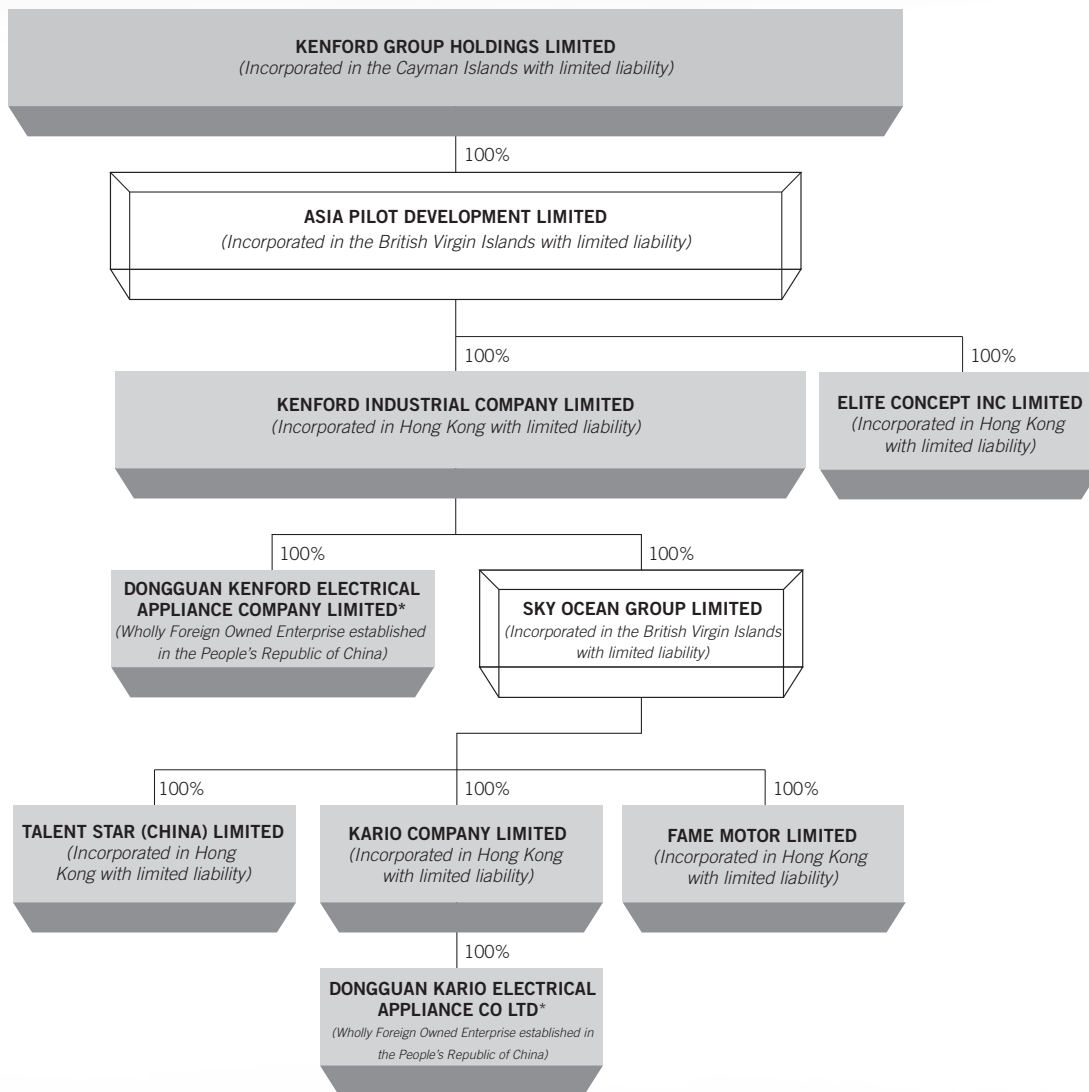 KENFORD GROUP HOLDINGS LIMITED
(Incorporated in the Cayman Islands with limited liability)
100%
ASIA PILOT DEVELOPMENT LIMITED
(Incorporated in the British Virgin Islands with limited liability)
100%
100%
KENFORD INDUSTRIAL COMPANY LIMITED
(Incorporated in Hong Kong with limited liability)
ELITE CONCEPT INC LIMITED
(Incorporated in Hong Kong
with limited liability)
100%
100%
DONGGUAN KENFORD ELECTRICAL
APPLIANCE COMPANY LIMITED*
(Wholly Foreign Owned Enterprise established
in the People's Republic of China)
SKY OCEAN GROUP LIMITED
(Incorporated in the British Virgin Islands
with limited liability)
100%
100%
100%
TALENT STAR (CHINA) LIMITED
(Incorporated in Hong
Kong with limited liability)
KARIO COMPANY LIMITED
(Incorporated in Hong Kong
with limited liability)
FAME MOTOR LIMITED
(Incorporated in Hong Kong
with limited liability)
100%
DONGGUAN KARIO ELECTRICAL
APPLIANCE CO LTD*
(Wholly Foreign Owned Enterprise established in
the People's Republic of China)